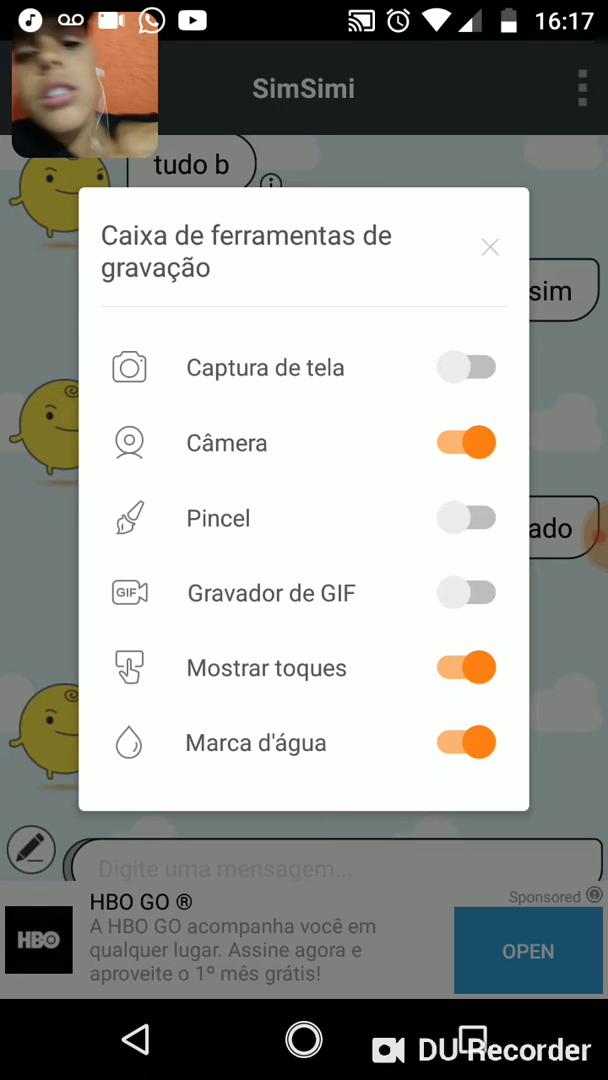 16:17
SimSimi
tudo b
Caixa de ferramentas de
gravação
sim
Captura de tela
Câmera
Pincel
ado
GIF
Gravador de GIF
Mostrar toques
Marca d'água
Digite uma mensagem...
HBO GO ®
Sponsored
HBO
A HBO GO acompanha você em
qualquer lugar. Assine agora e
aproveite o 1º mês grátis!
OPEN
DU Recorder